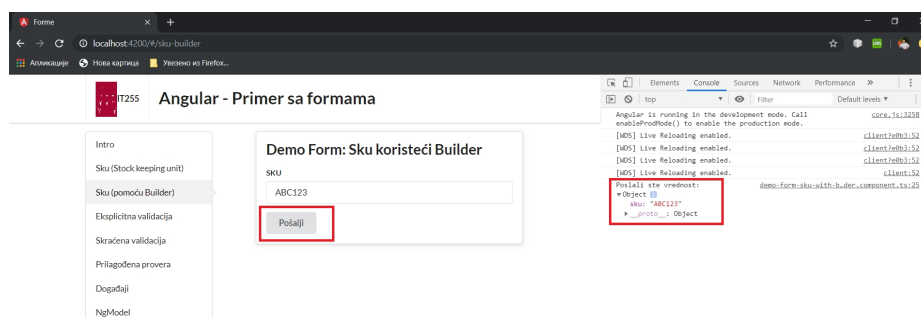 Forme
localhost:4200/#/sku-builder
Апликације Нова картица Увезено из Firefox...
IT255 Angular - Primer sa formama
Intro
Sku (Stock keeping unit)
Sku (pomoću Builder)
Eksplicitna validacija
Skraćena validacija
Prilagođena provera
Događaji
NgModel
Demo Form: Sku koristeći Builder
SKU
ABC123
Pošalji
Elements Console Sources Network Performance »
top Filter Default levels ▼
Angular is running in the development mode. Call core.js:3258
enableProdMode() to enable the production mode.
[WDS] Live Reloading enabled. client?e0b3:52
[WDS] Live Reloading enabled. client?e0b3:52
[WDS] Live Reloading enabled. client?e0b3:52
[WDS] Live Reloading enabled. client:52
Poslali ste vrednost: demo-form-sku-with-b…der.component.ts:25
▼Object
sku: "ABC123"
▶__proto__: Object